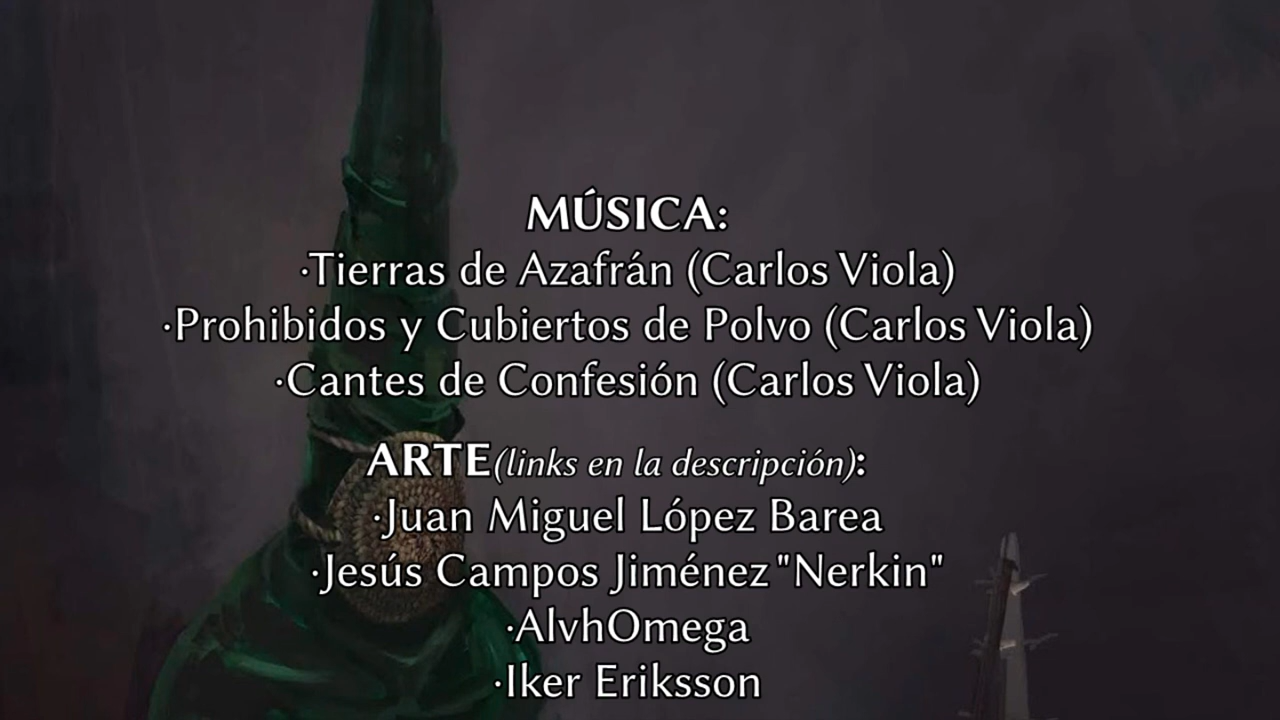 MÚSICA:
·Tierras de Azafrán (Carlos Viola)
·Prohibidos y Cubiertos de Polvo (Carlos Viola)
·Cantes de Confesión (Carlos Viola)
ARTE(links en la descripción):
·Juan Miguel López Barea
·Jesús Campos Jiménez "Nerkin"
·AlvhOmega
·Iker Eriksson